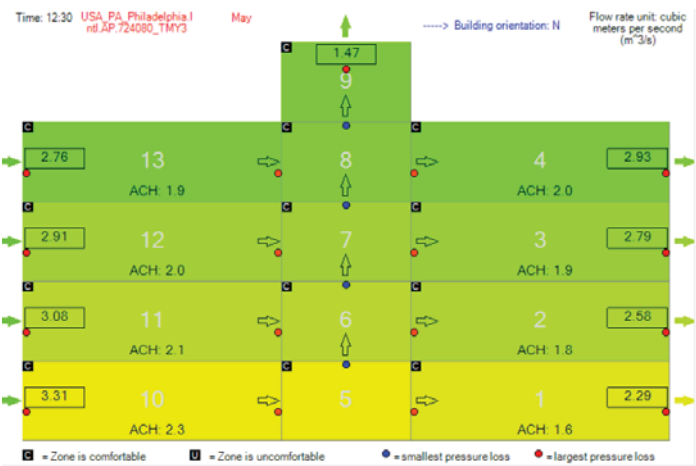 Time: 12:30 USA_PA_Philadelphia.I May -----> Building orientation: N Flow rate unit: cubic
ntl.AP.724080_TMY3 meters per second
(m^3/s)
C 1.47
9
C C C
2.76 13 8 4 2.93
ACH: 1.9 ACH: 2.0
C C C
2.91 12 7 3 2.79
ACH: 2.0 ACH: 1.9
C C C
3.08 11 6 2 2.58
ACH: 2.1 ACH: 1.8
C C C
3.31 10 5 1 2.29
ACH: 2.3 ACH: 1.6
C = Zone is comfortable U = Zone is uncomfortable = smallest pressure loss = largest pressure loss